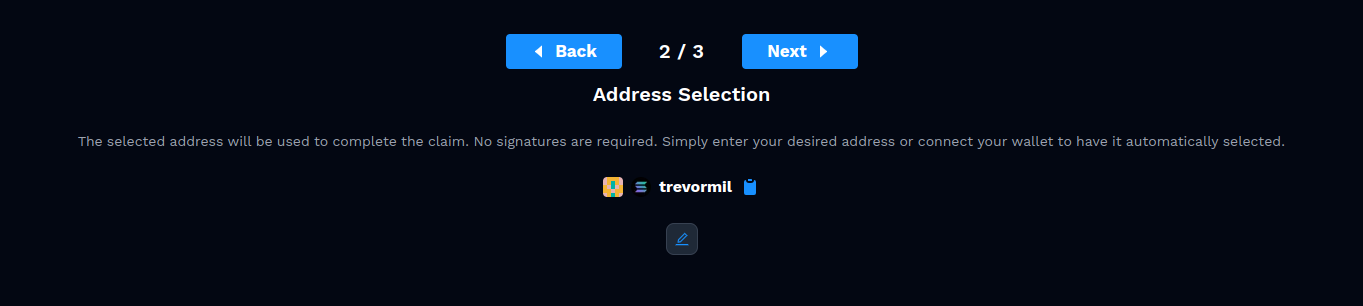 Back 2 / 3 Next
Address Selection
The selected address will be used to complete the claim. No signatures are required. Simply enter your desired address or connect your wallet to have it automatically selected.
trevormil